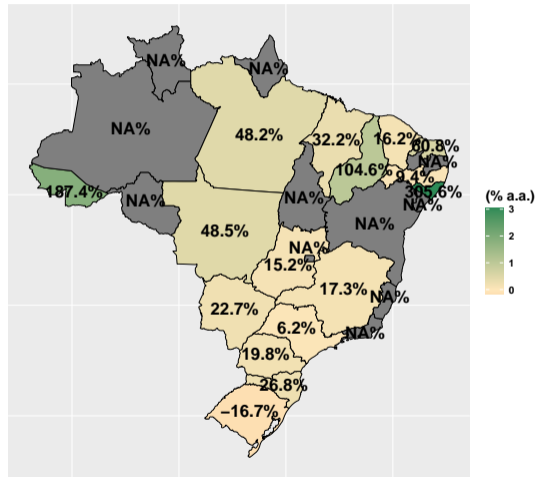 NA%
NA%
NA%
48.2%
32.2%
16.2%
60.8%
NA%
104.6%
9.4%
305.6%
NA%
187.4%
NA%
NA%
NA%
48.5%
NA%
15.2%
17.3%
NA%
22.7%
6.2%
NA%
19.8%
26.8%
−16.7%
(% a.a.)
3
2
1
0